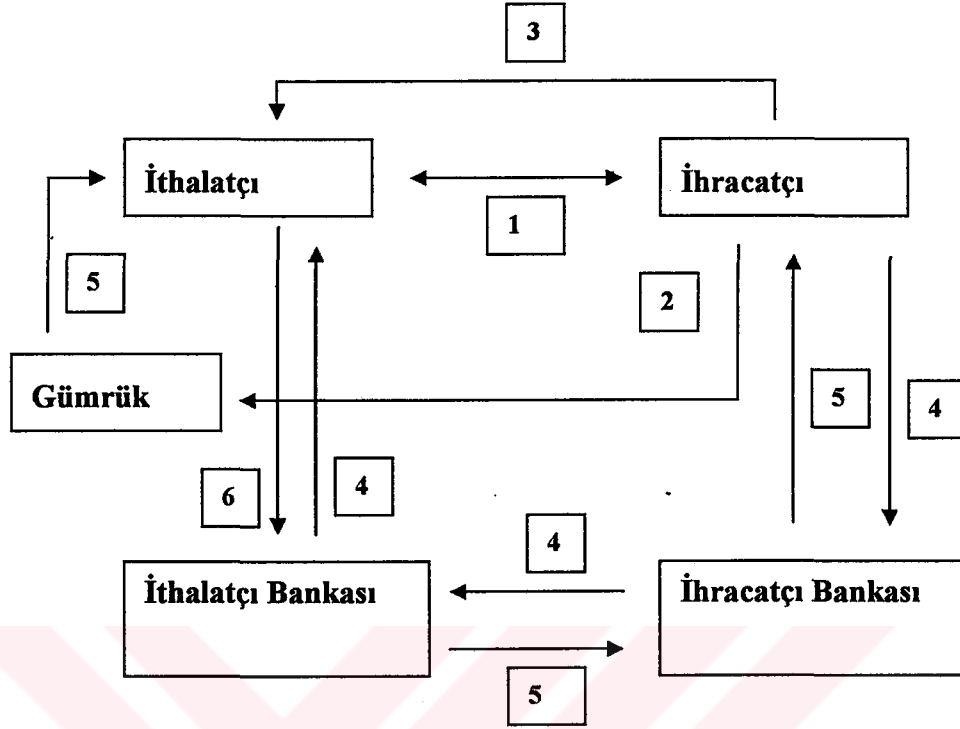 3
İthalatçı
İhracatçı
1
5
2
Gümrük
5
4
6
4
4
İthalatçı Bankası
İhracatçı Bankası
5